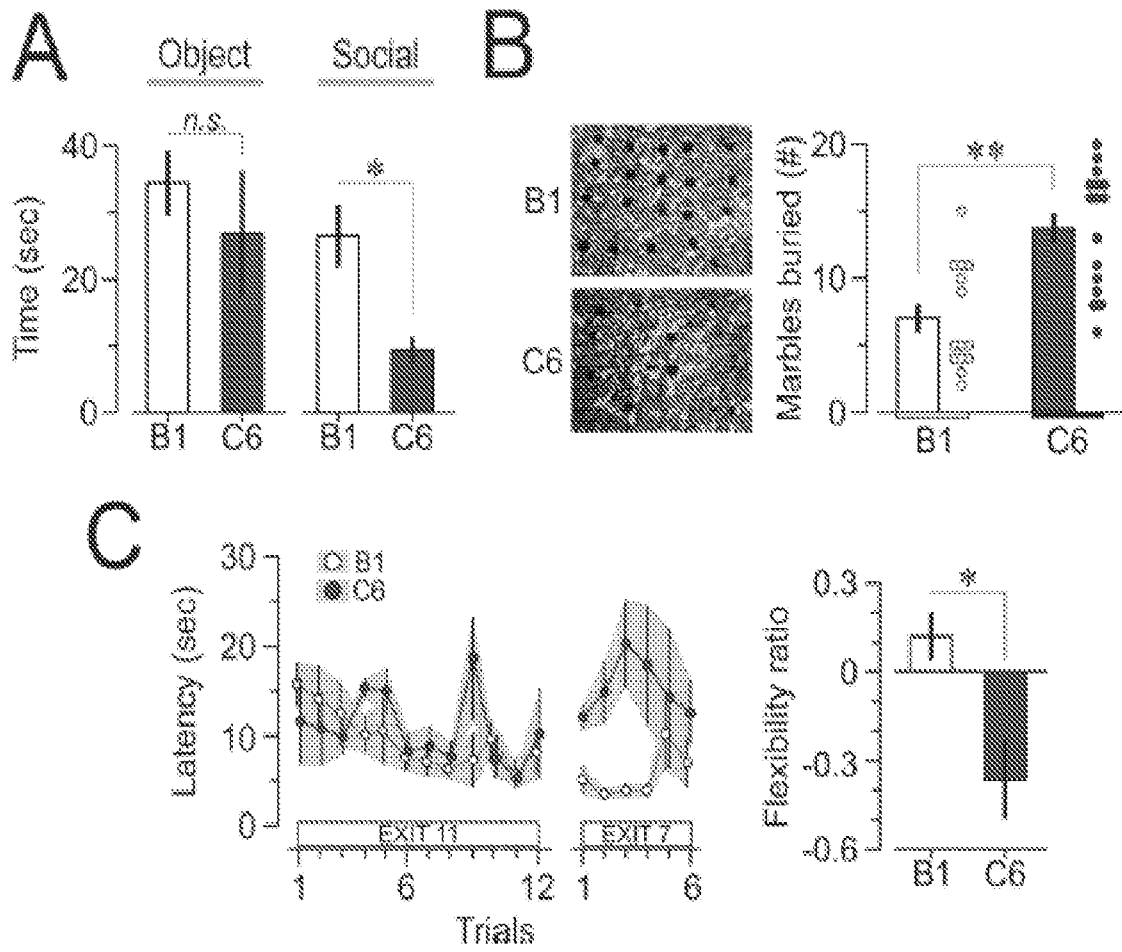 A
Object
Social
n.s.
*
40
20
0
Time (sec)
B1
C6
B1
C6
B
B1
C6
**
20
10
0
Marbles buried (#)
B1
C6
C
30
20
10
0
Latency (sec)
B1
C6
EXIT 11
EXIT 7
1
6
12
1
6
Trials
*
0.3
0
-0.3
-0.6
Flexibility ratio
B1
C6